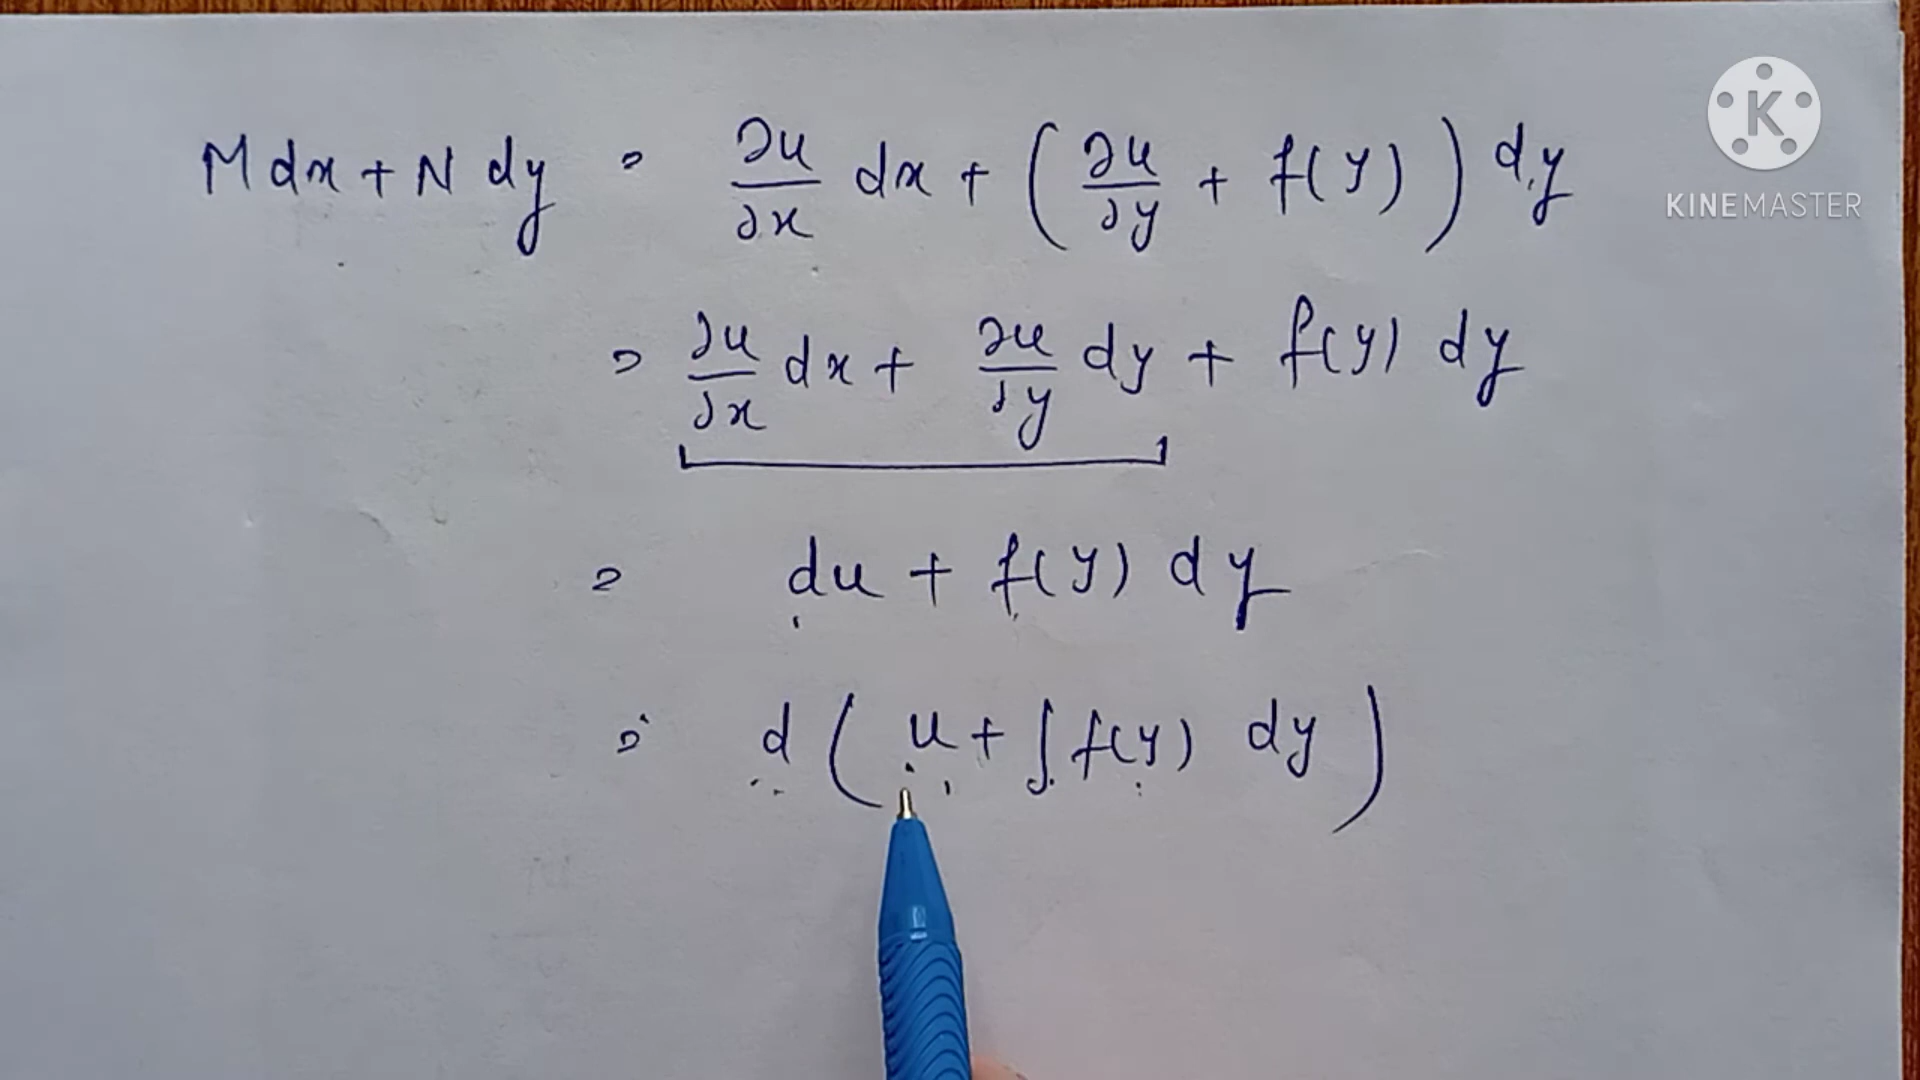 M dx + N dy = ∂u/∂x dx + ( ∂u/∂y + f(y) ) dy
= ∂u/∂x dx + ∂u/∂y dy + f(y) dy
= du + f(y) dy
= d ( u + ∫ f(y) dy )
K
KINEMASTER